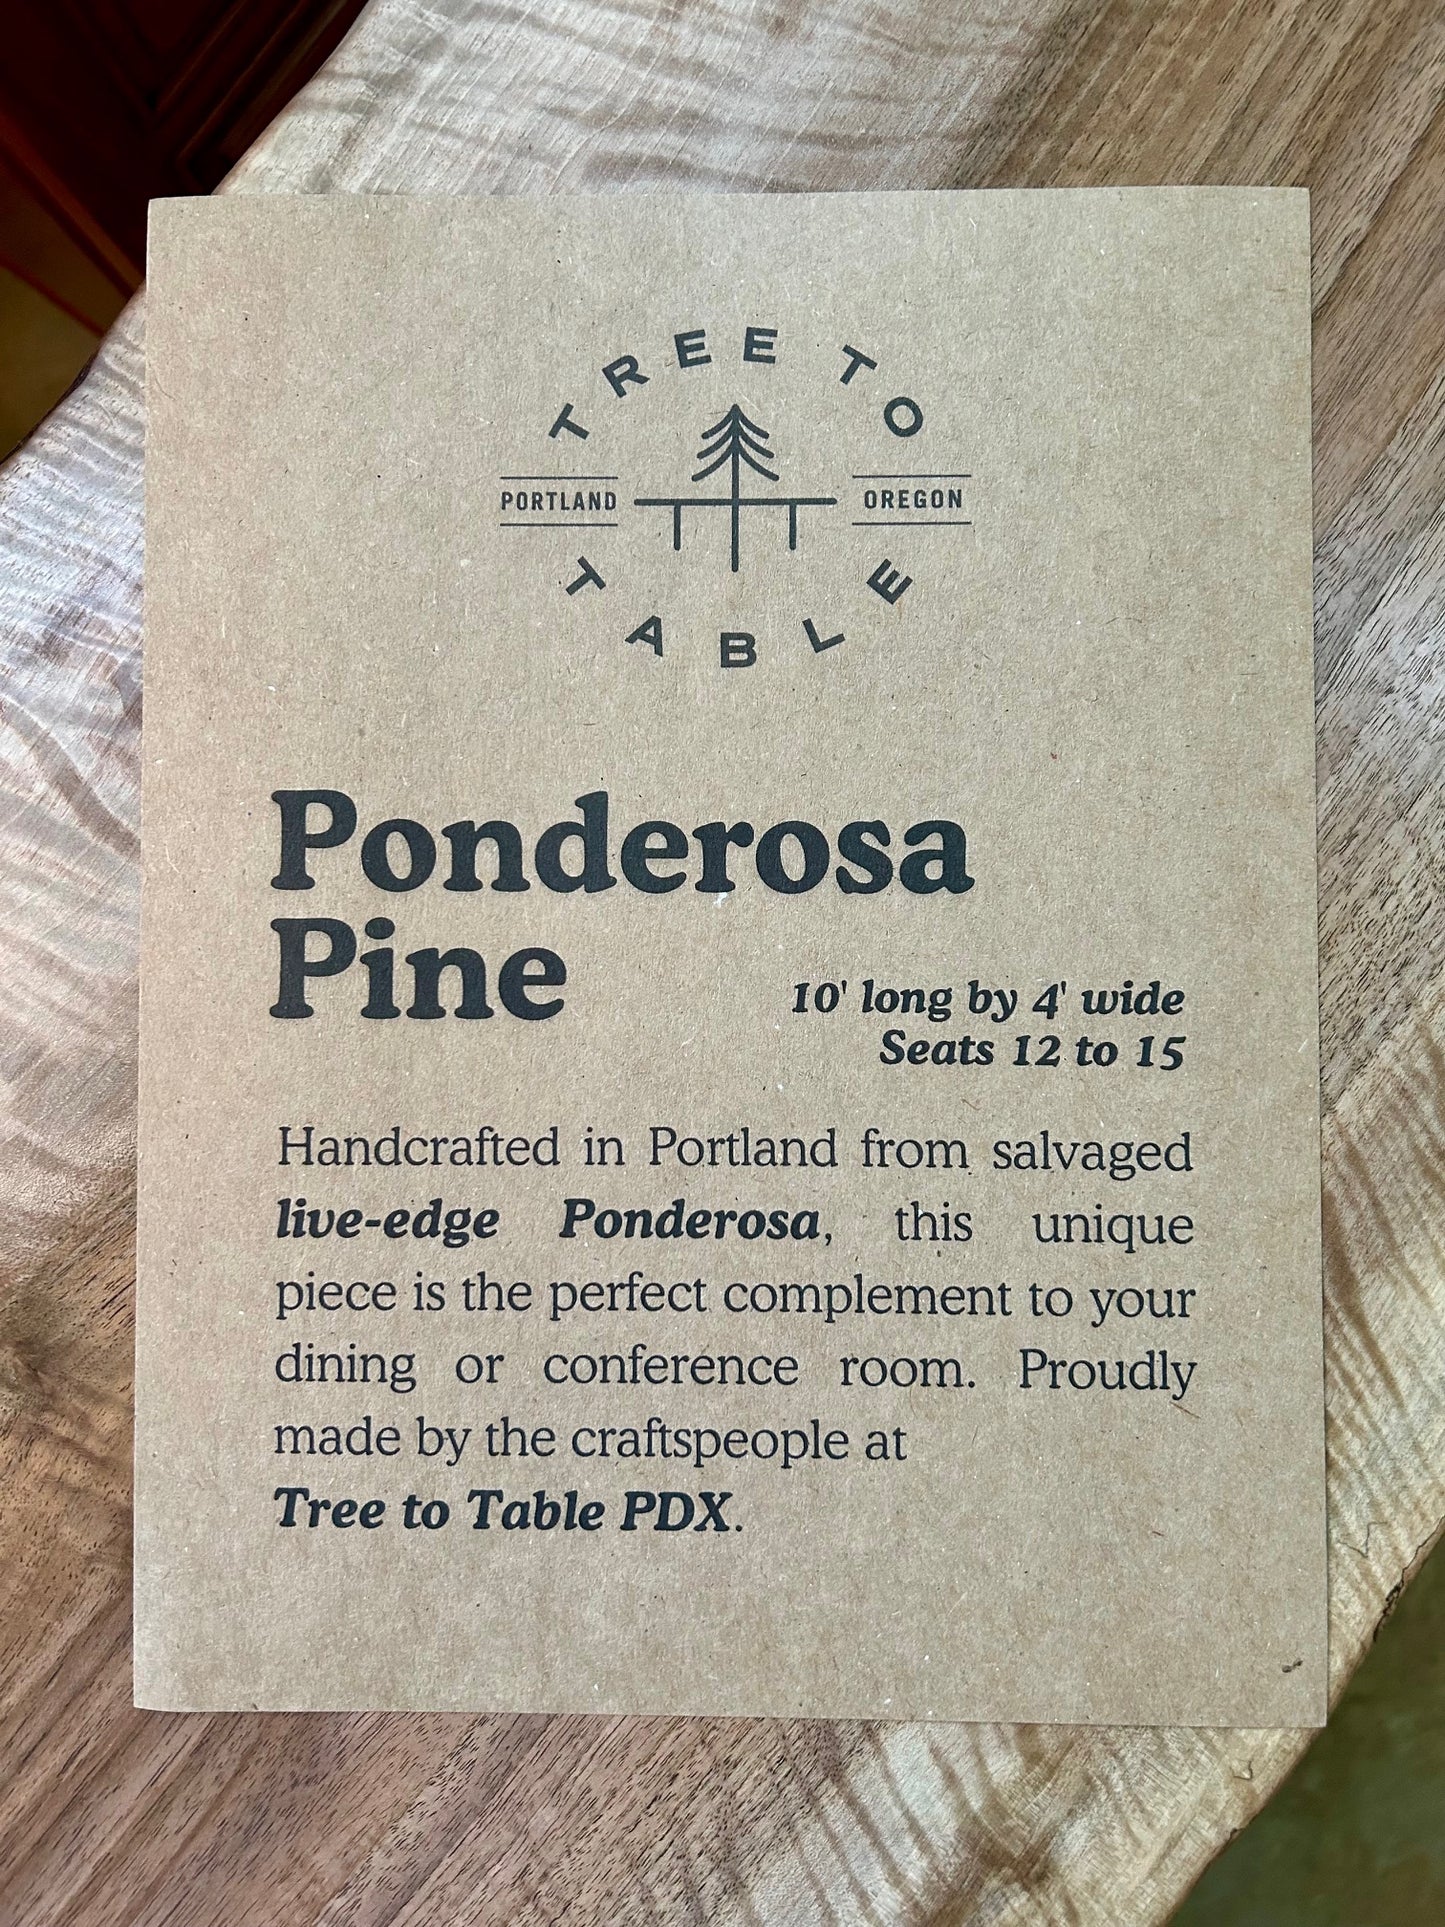 TREE TO
PORTLAND OREGON
TABLE
Ponderosa
Pine
10' long by 4' wide
Seats 12 to 15
Handcrafted in Portland from salvaged
live-edge Ponderosa, this unique
piece is the perfect complement to your
dining or conference room. Proudly
made by the craftspeople at
Tree to Table PDX.